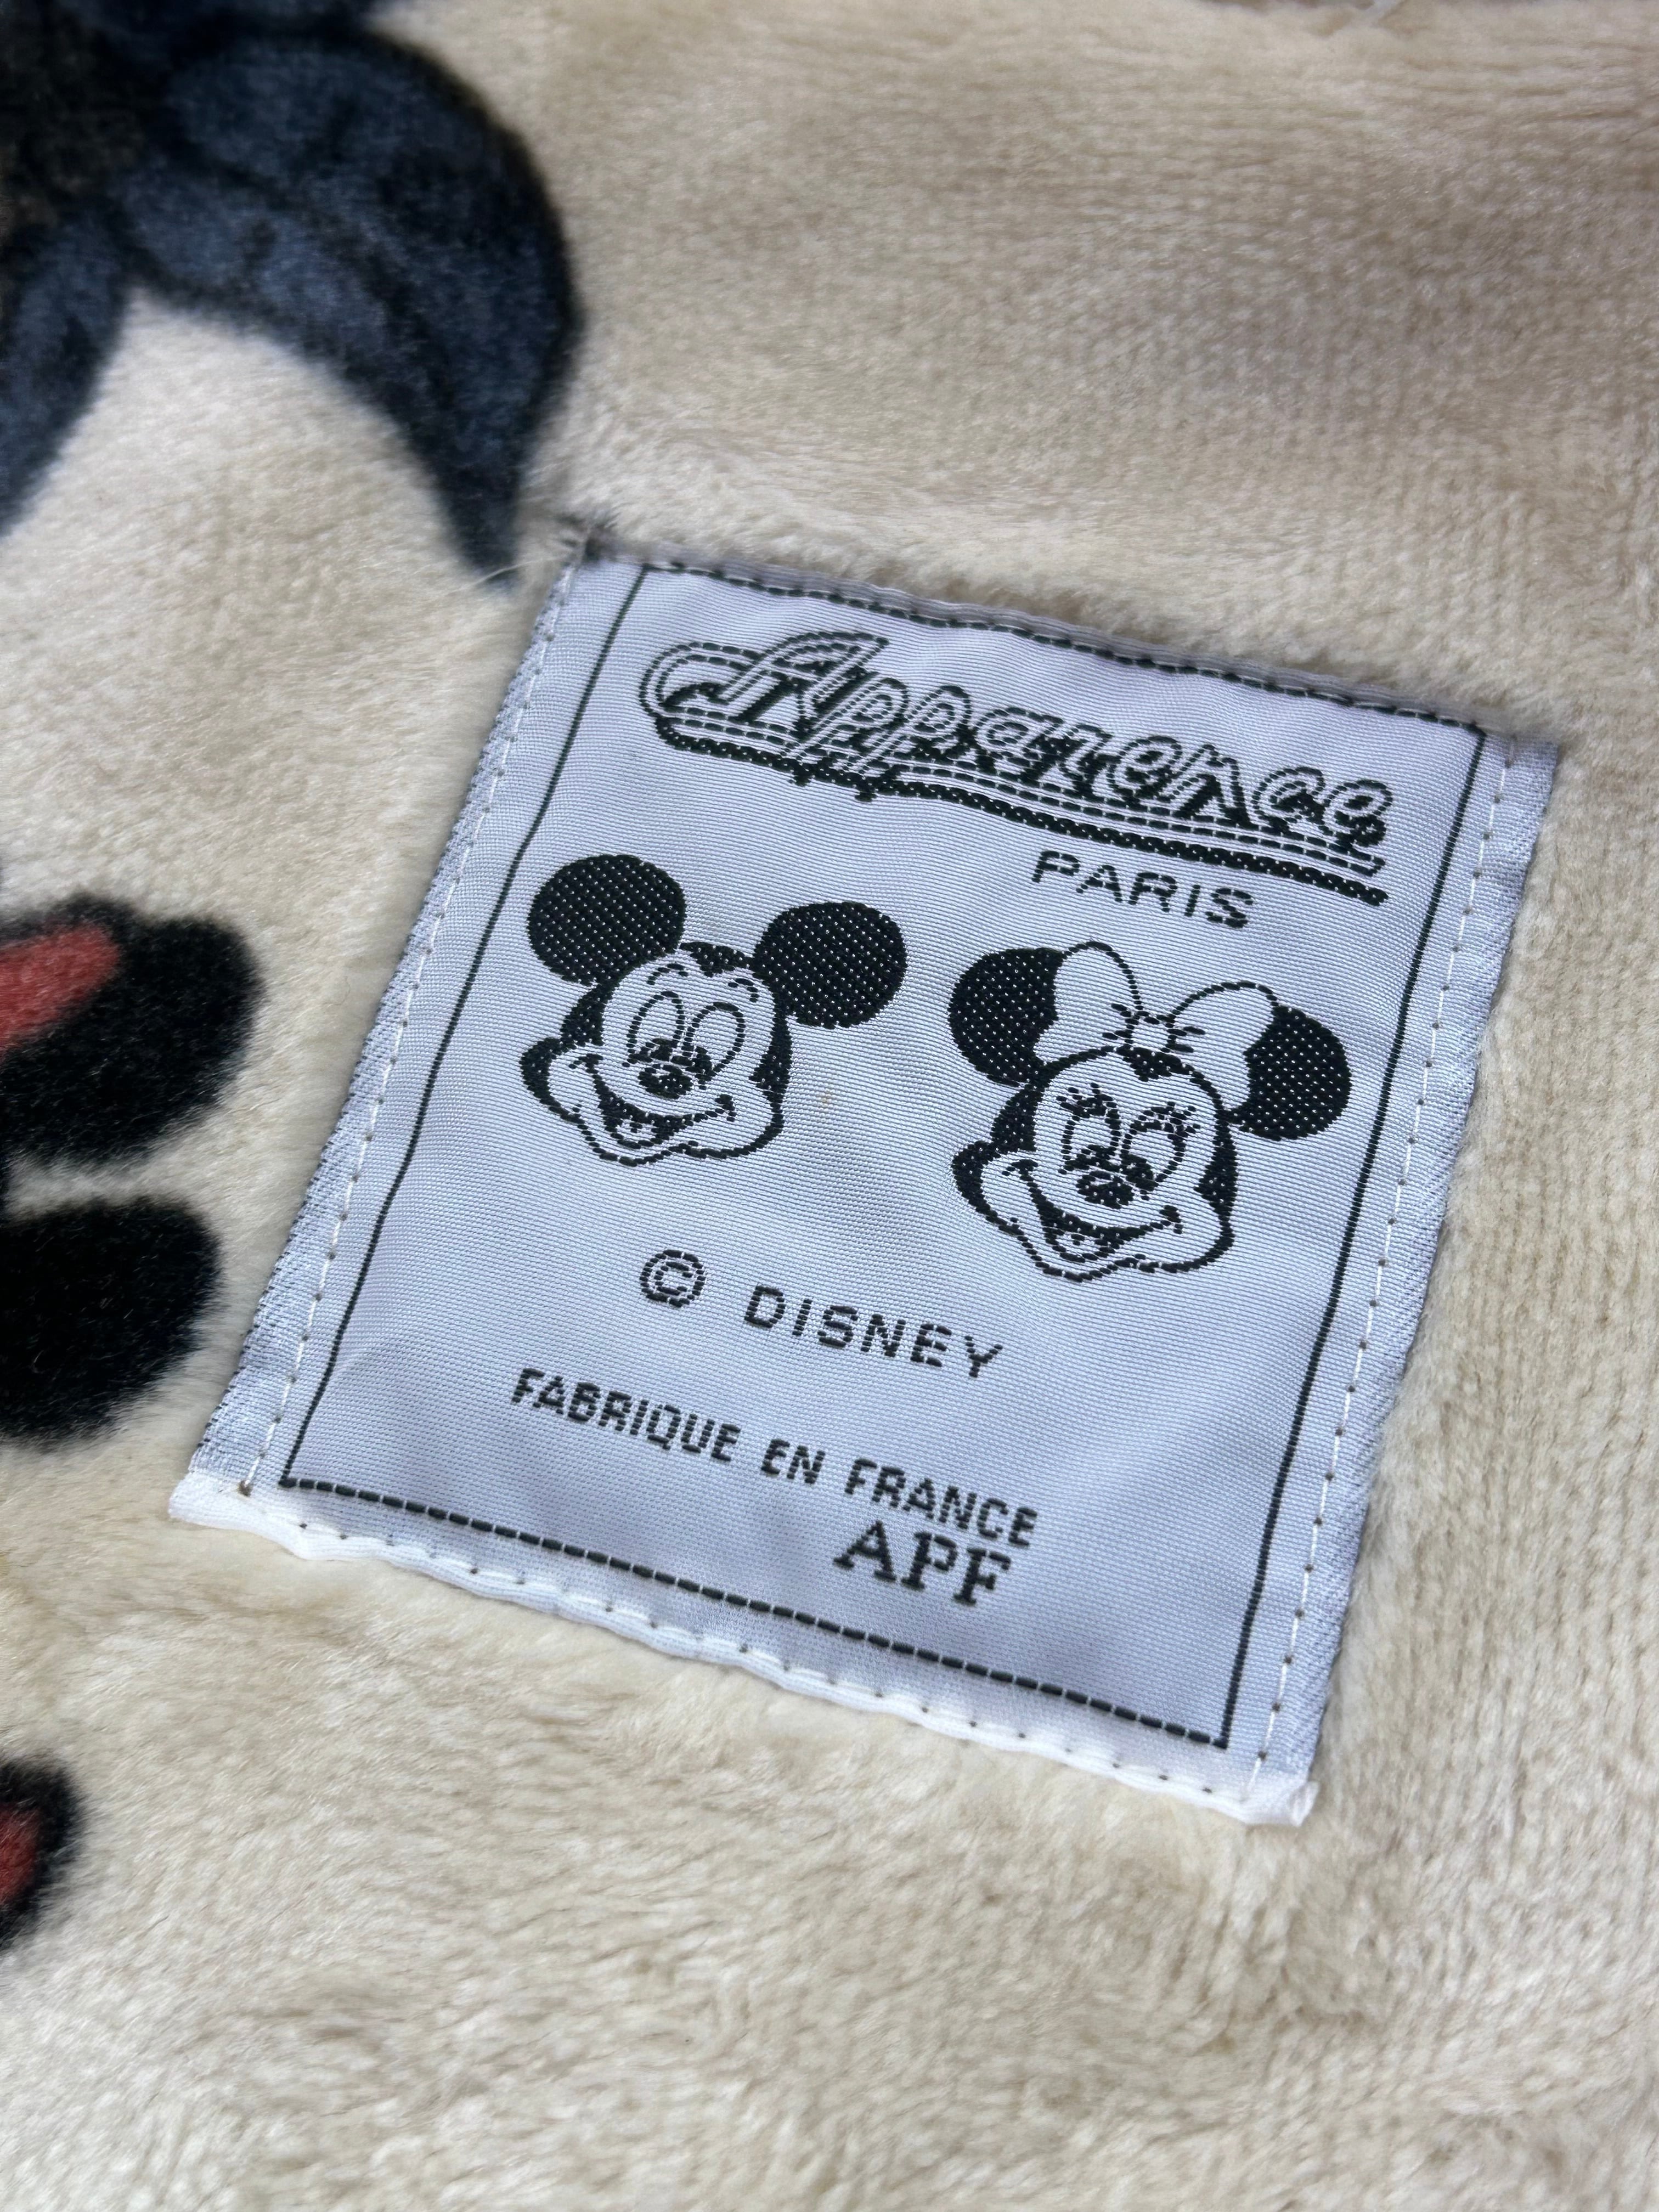 Apparence
PARIS
© DISNEY
FABRIQUE EN FRANCE
APF